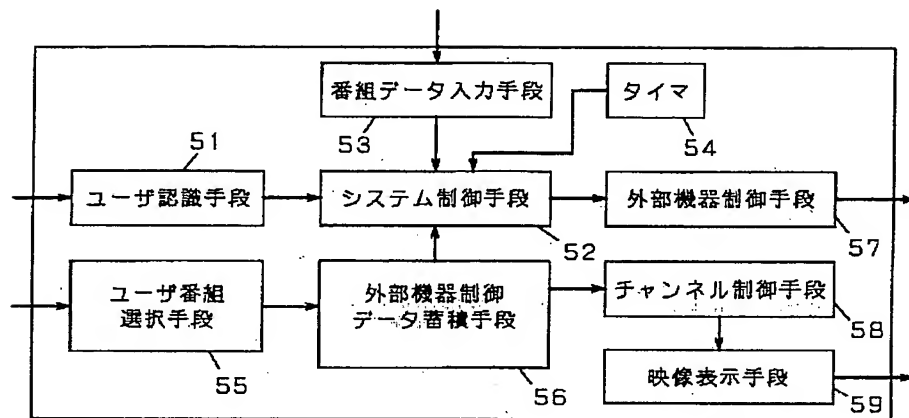 番組データ入力手段
53
タイマ
54
51
ユーザ認識手段
システム制御手段
52
外部機器制御手段
57
ユーザ番組
選択手段
55
外部機器制御
データ蓄積手段
56
チャンネル制御手段
58
映像表示手段
59